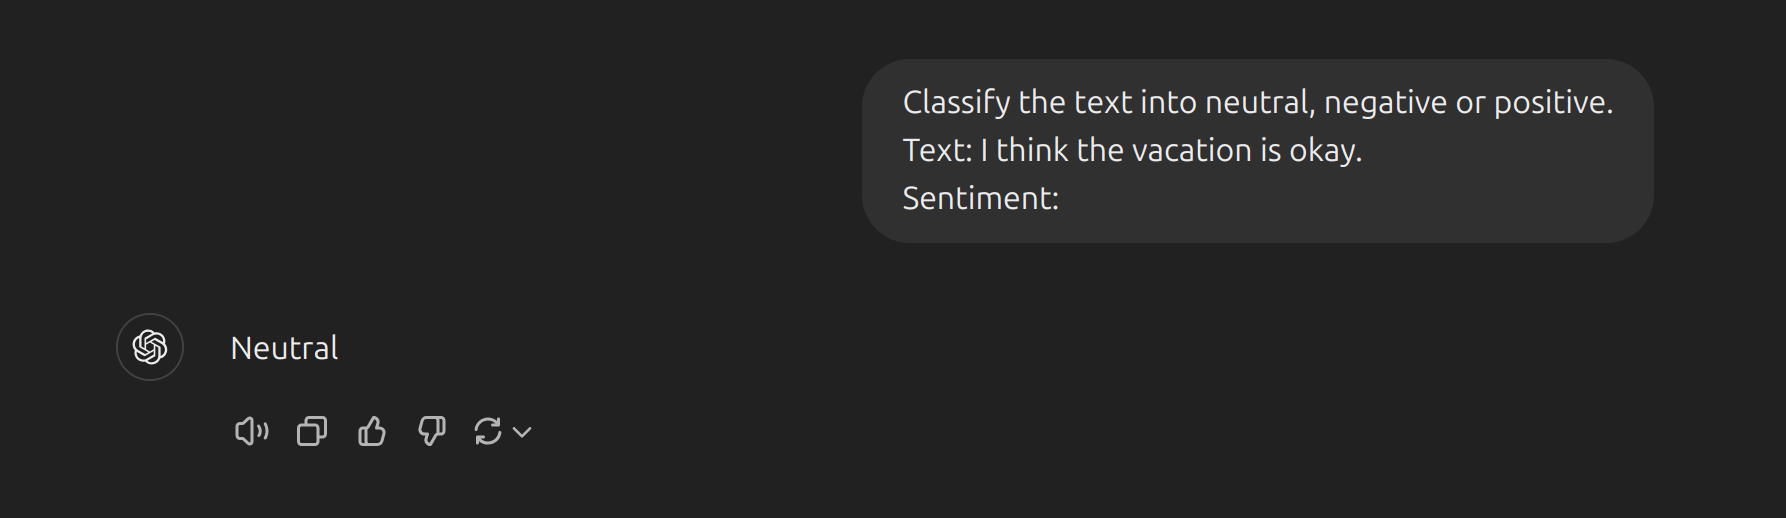 Classify the text into neutral, negative or positive.
Text: I think the vacation is okay.
Sentiment:
Neutral